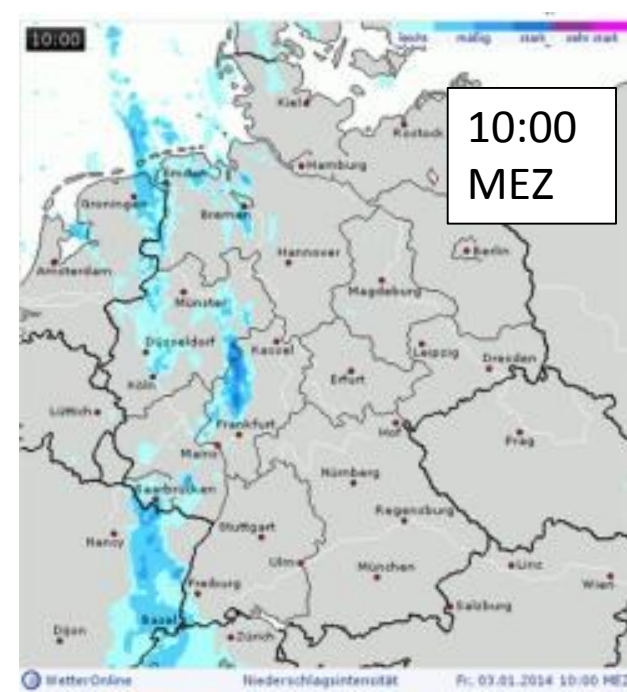 10:00
leicht mäßig stark sehr stark
10:00
MEZ
Kiel
Rostock
Hamburg
Emden
Groningen
Bremen
Berlin
Hannover
Amsterdam
Magdeburg
Münster
Düsseldorf
Kassel
Leipzig
Dresden
Köln
Erfurt
Lüttich
Frankfurt
Hof
Prag
Mainz
Nürnberg
Saarbrücken
Regensburg
Stuttgart
Nancy
Ulm
München
Linz
Wien
Freiburg
Salzburg
Basel
Dijon
Zürich
WetterOnline Niederschlagsintensität Fr. 03.01.2014 10:00 MEZ